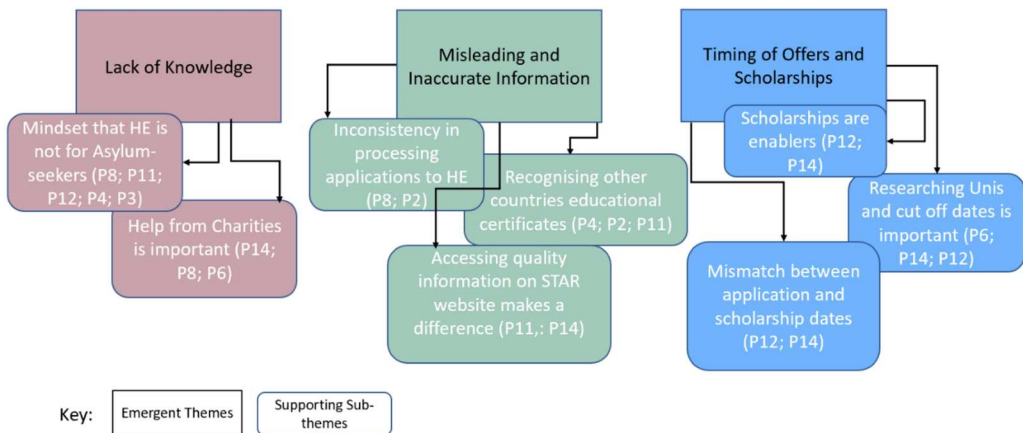 Lack of Knowledge
Mindset that HE is
not for Asylum-
seekers (P8; P11;
P12; P4; P3)
Help from Charities
is important (P14;
P8; P6)
Misleading and
Inaccurate Information
Inconsistency in
processing
applications to HE
(P8; P2)
Recognising other
countries educational
certificates (P4; P2; P11)
Accessing quality
information on STAR
website makes a
difference (P11,: P14)
Timing of Offers and
Scholarships
Scholarships are
enablers (P12;
P14)
Researching Unis
and cut off dates is
important (P6;
P14; P12)
Mismatch between
application and
scholarship dates
(P12; P14)
Key:
Emergent Themes
Supporting Sub-
themes